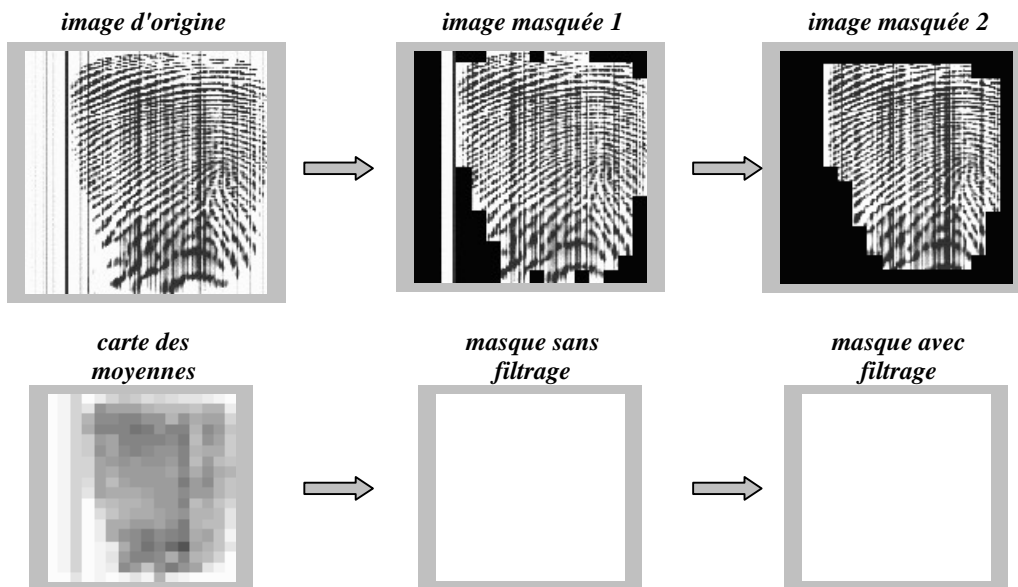 image d'origine
image masquée 1
image masquée 2
carte des
moyennes
masque sans
filtrage
masque avec
filtrage